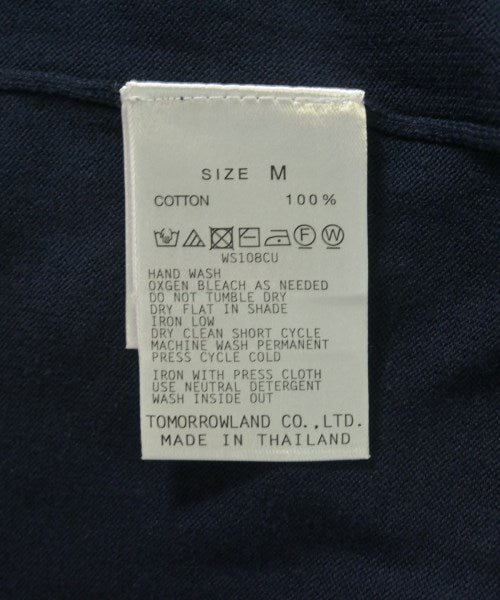 SIZE M
COTTON 100%
F W
WS108CU
HAND WASH
OXGEN BLEACH AS NEEDED
DO NOT TUMBLE DRY
DRY FLAT IN SHADE
IRON LOW
DRY CLEAN SHORT CYCLE
MACHINE WASH PERMANENT
PRESS CYCLE COLD
IRON WITH PRESS CLOTH
USE NEUTRAL DETERGENT
WASH INSIDE OUT
TOMORROWLAND CO.,LTD.
MADE IN THAILAND